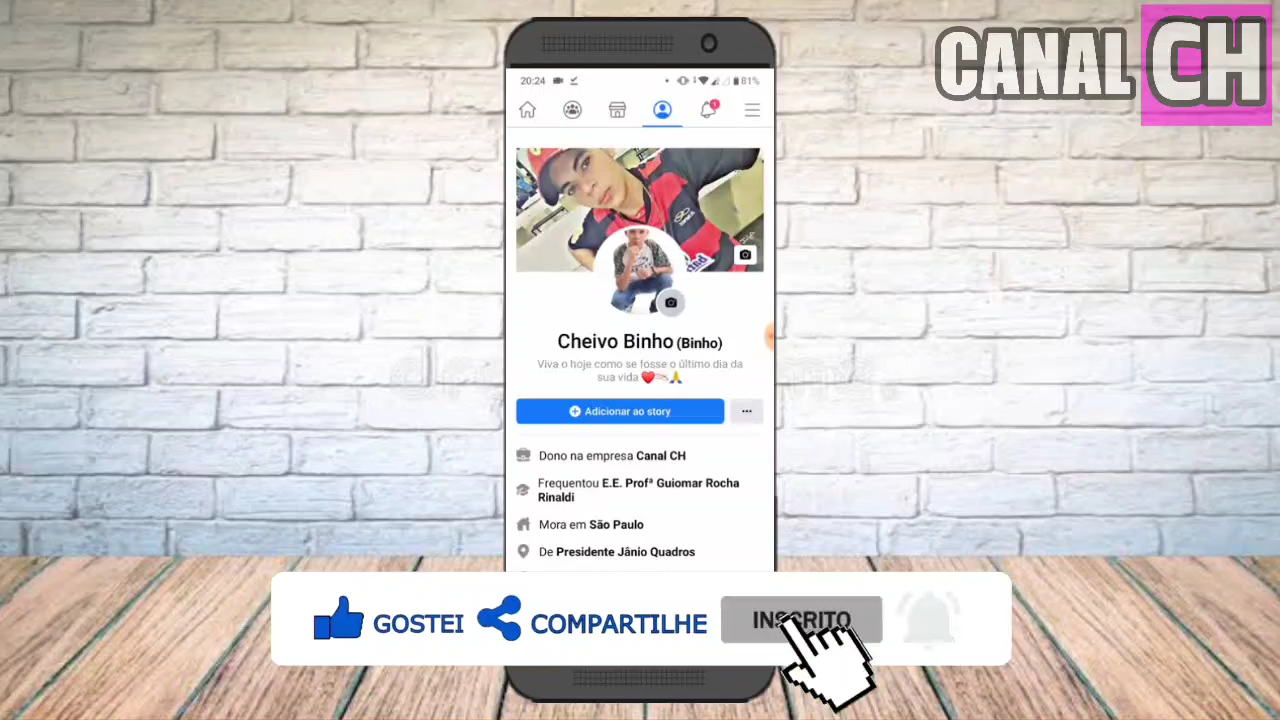 CANAL CH
20:24
81%
1
Cheivo Binho (Binho)
Viva o hoje como se fosse o último dia da
sua vida ❤️🙏
Adicionar ao story
Dono na empresa Canal CH
Frequentou E.E. Profª Guiomar Rocha
Rinaldi
Mora em São Paulo
De Presidente Jânio Quadros
GOSTEI COMPARTILHE INSCRITO